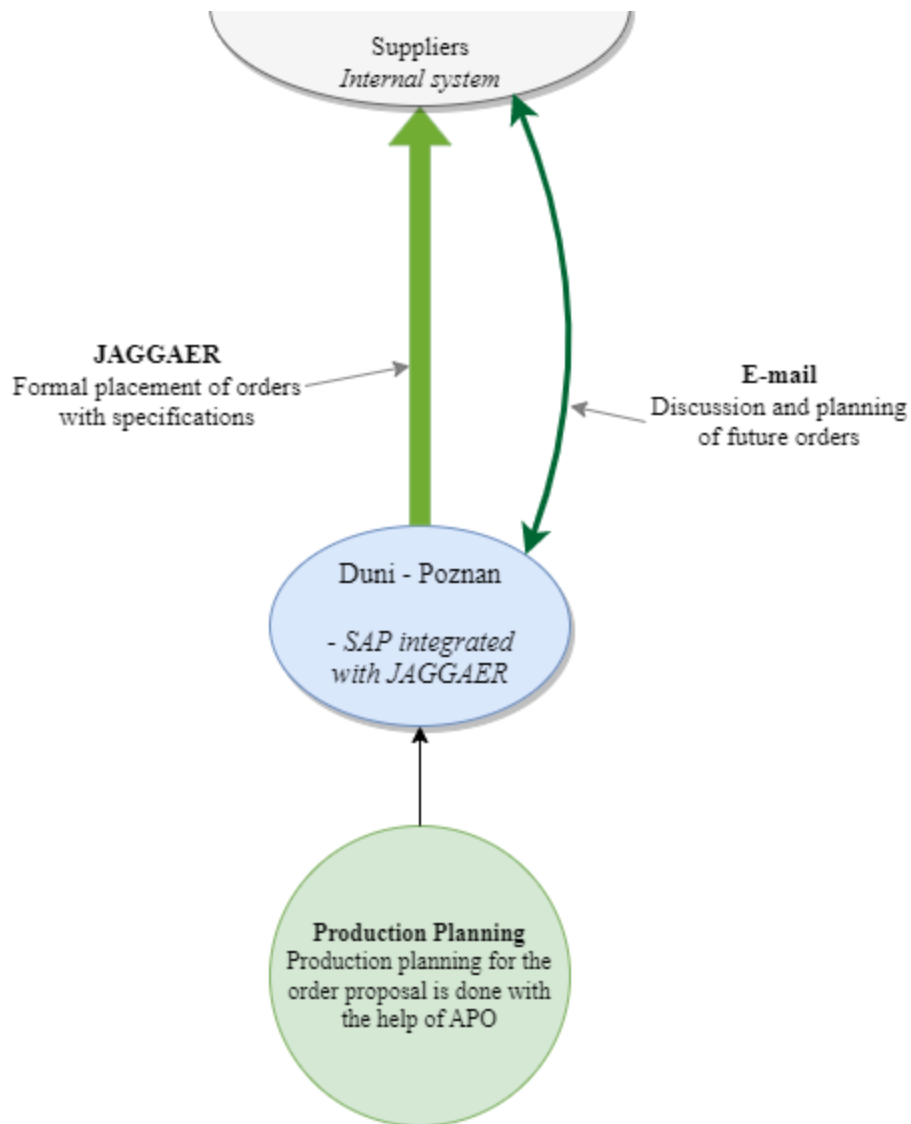 Suppliers
Internal system
JAGGAER
Formal placement of orders
with specifications
E-mail
Discussion and planning
of future orders
Duni - Poznan
- SAP integrated
with JAGGAER
Production Planning
Production planning for the
order proposal is done with
the help of APO